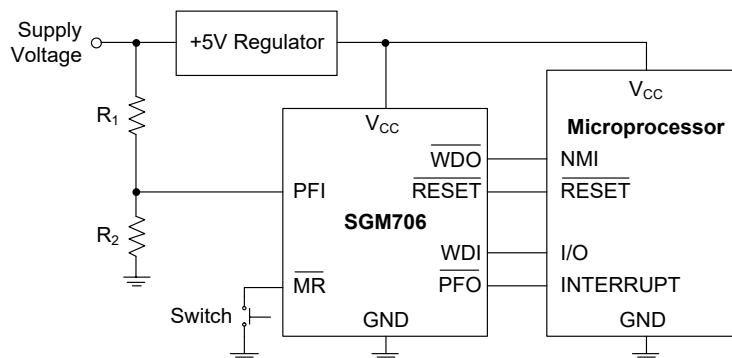 Supply
Voltage
+5V Regulator
R1
R2
VCC
WDO
RESET
PFI
SGM706
WDI
MR
PFO
GND
Switch
VCC
Microprocessor
NMI
RESET
I/O
INTERRUPT
GND